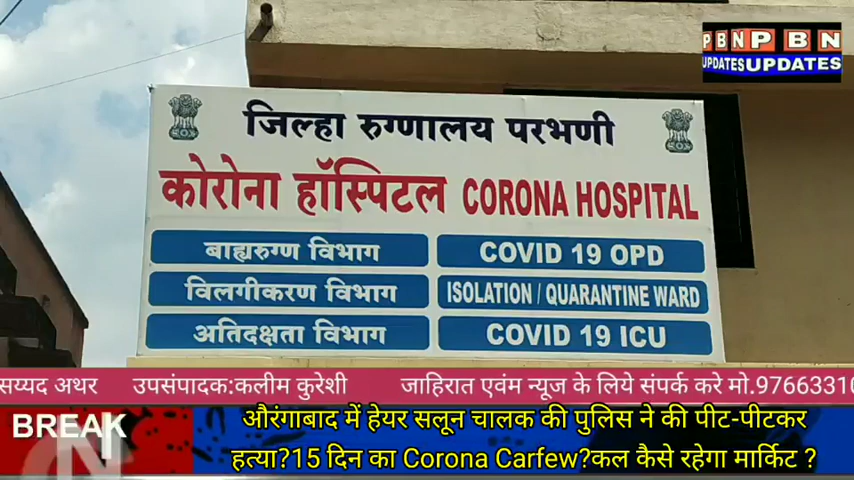 PBN PBN
UPDATES UPDATES
जिल्हा रुग्णालय परभणी
कोरोना हॉस्पिटल CORONA HOSPITAL
बाह्यरुग्ण विभाग COVID 19 OPD
विलगीकरण विभाग ISOLATION / QUARANTINE WARD
अतिदक्षता विभाग COVID 19 ICU
सय्यद अथर उपसंपादक:कलीम कुरेशी जाहिरात एवंम न्यूज के लिये संपर्क करे मो.97663316
BREAK
N
औरंगाबाद में हेयर सलून चालक की पुलिस ने की पीट-पीटकर
हत्या?15 दिन का Corona Carfew?कल कैसे रहेगा मार्किट ?